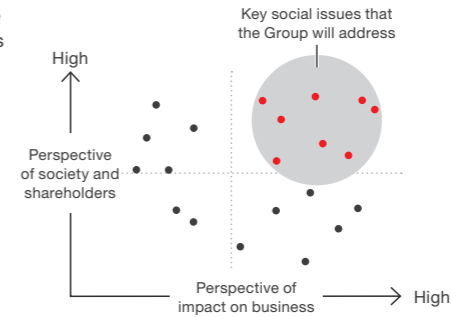 Key social issues that
the Group will address
High
Perspective
of society and
shareholders
Perspective of
impact on business
High